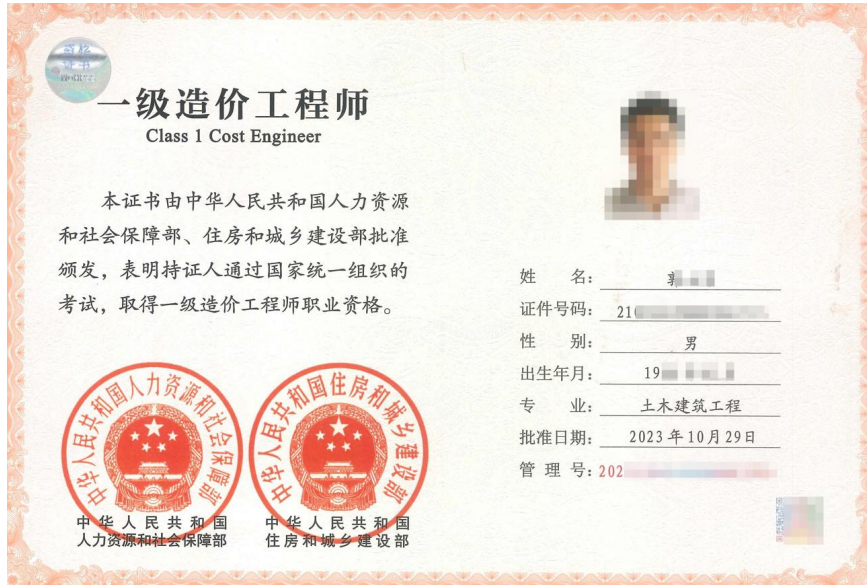 一级造价工程师
Class 1 Cost Engineer
本证书由中华人民共和国人力资源
和社会保障部、住房和城乡建设部批准
颁发，表明持证人通过国家统一组织的
考试，取得一级造价工程师职业资格。
中华人民共和国人力资源和社会保障部
中华人民共和国住房和城乡建设部
中华人民共和国
人力资源和社会保障部
中华人民共和国
住房和城乡建设部
姓 名： 郭
证件号码： 210
性 别： 男
出生年月： 19
专 业： 土木建筑工程
批准日期： 2023年10月29日
管 理 号： 202